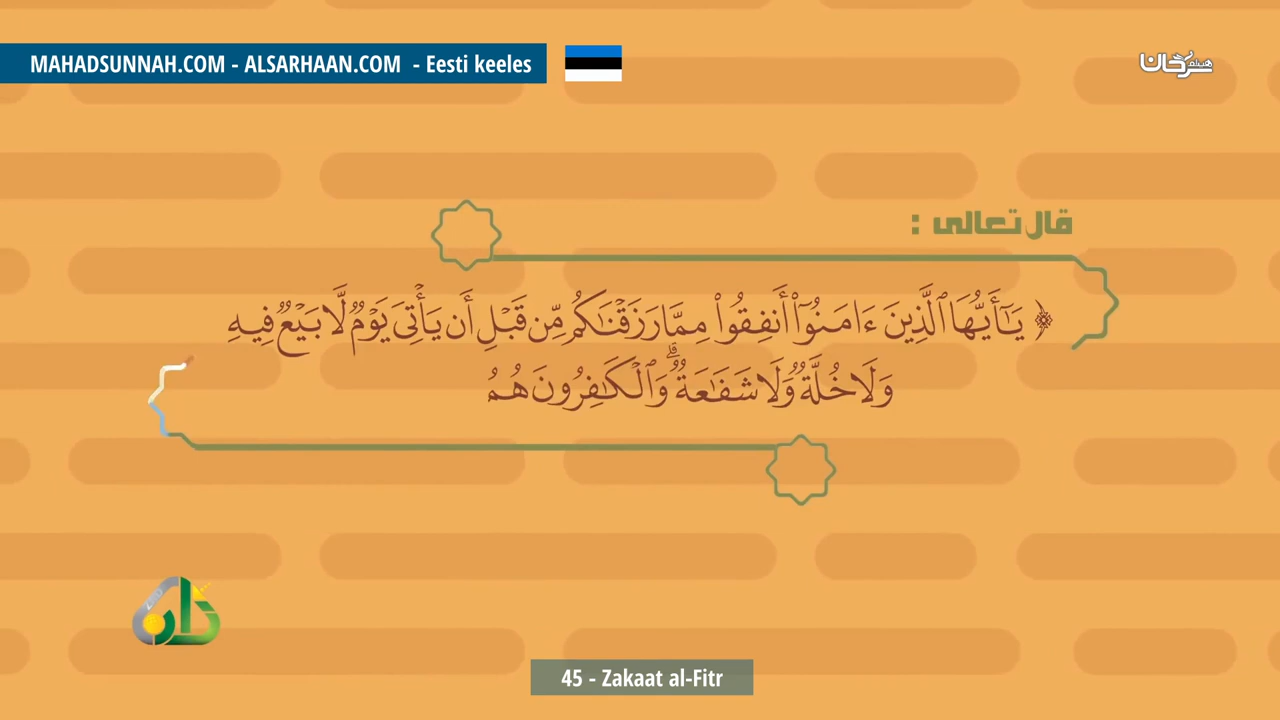 MAHADSUNNAH.COM - ALSARHAAN.COM - Eesti keeles
قال تعالى :
﴿ يَٰٓأَيُّهَا ٱلَّذِينَ ءَامَنُوٓا۟ أَنفِقُوا۟ مِمَّا رَزَقْنَٰكُم مِّن قَبْلِ أَن يَأْتِىَ يَوْمٌ لَّا بَيْعٌ فِيهِ
وَلَا خُلَّةٌ وَلَا شَفَٰعَةٌ ۗ وَٱلْكَٰفِرُونَ هُمُ
45 - Zakaat al-Fitr